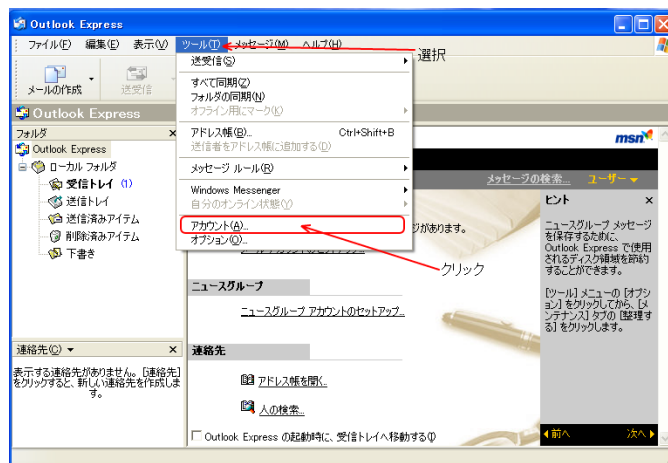 Outlook Express
ファイル(F) 編集(E) 表示(V) ツール(T) メッセージ(M) ヘルプ(H)
選択
メールの作成 送受信
送受信(S)
すべて同期(Z)
フォルダの同期(N)
オフライン用にマーク(K)
アドレス帳(B)... Ctrl+Shift+B
送信者をアドレス帳に追加する(D)
メッセージ ルール(R)
Windows Messenger
自分のオンライン状態(Y)
アカウント(A)...
オプション(O)...
クリック
Outlook Express
フォルダ ×
Outlook Express
ローカル フォルダ
受信トレイ (1)
送信トレイ
送信済みアイテム
削除済みアイテム
下書き
msn
メッセージの検索... ユーザー
ジがあります。
ニュースグループ
ニュースグループ アカウントのセットアップ...
連絡先
アドレス帳を開く...
人の検索...
Outlook Express の起動時に、受信トレイへ移動する(I)
ヒント ×
ニュースグループ メッセージ
を保存するために、
Outlook Express で使用
されるディスク領域を節約
することができます。
[ツール] メニューの [オプシ
ョン] をクリックしてから、[メ
ンテナンス] タブの [整理す
る] をクリックします。
前へ 次へ
連絡先(C) ×
表示する連絡先がありません。[連絡先]
をクリックすると、新しい連絡先を作成しま
す。